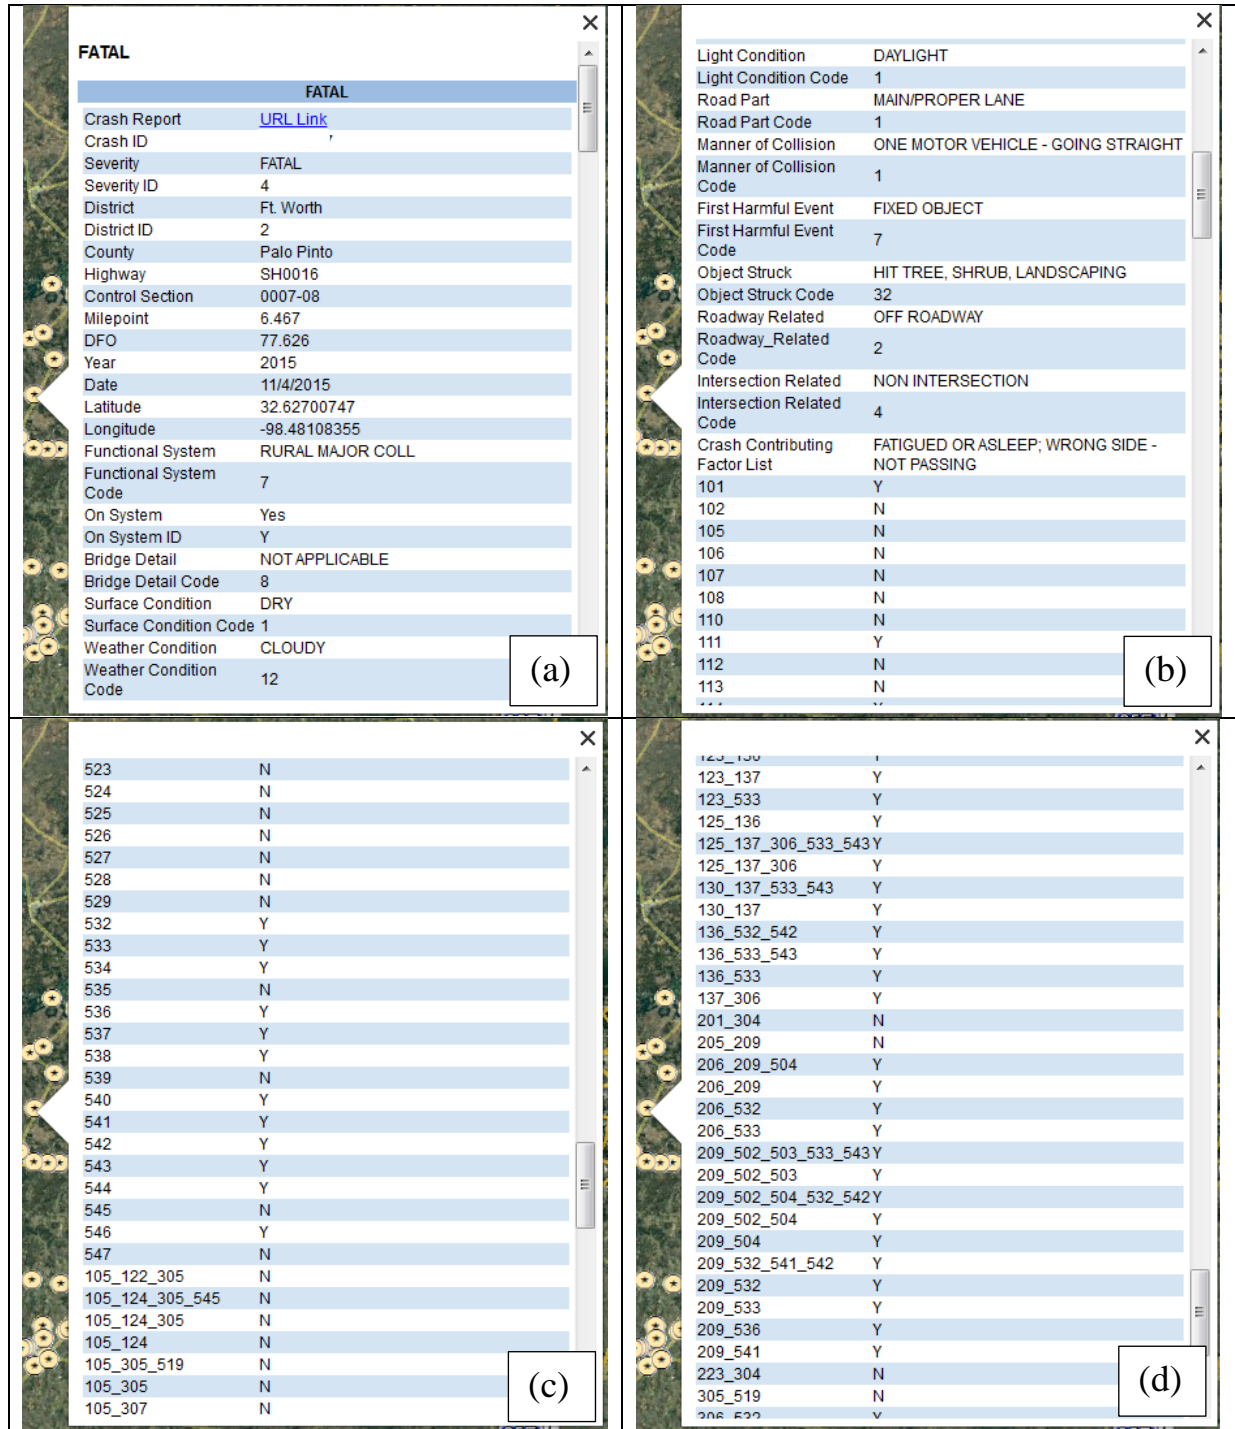 FATAL
FATAL
Crash Report URL Link
Crash ID
Severity FATAL
Severity ID 4
District Ft. Worth
District ID 2
County Palo Pinto
Highway SH0016
Control Section 0007-08
Milepoint 6.467
DFO 77.626
Year 2015
Date 11/4/2015
Latitude 32.62700747
Longitude -98.48108355
Functional System RURAL MAJOR COLL
Functional System
Code 7
On System Yes
On System ID Y
Bridge Detail NOT APPLICABLE
Bridge Detail Code 8
Surface Condition DRY
Surface Condition Code 1
Weather Condition CLOUDY
Weather Condition
Code 12
(a)
Light Condition DAYLIGHT
Light Condition Code 1
Road Part MAIN/PROPER LANE
Road Part Code 1
Manner of Collision ONE MOTOR VEHICLE - GOING STRAIGHT
Manner of Collision
Code 1
First Harmful Event FIXED OBJECT
First Harmful Event
Code 7
Object Struck HIT TREE, SHRUB, LANDSCAPING
Object Struck Code 32
Roadway Related OFF ROADWAY
Roadway_Related
Code 2
Intersection Related NON INTERSECTION
Intersection Related
Code 4
Crash Contributing FATIGUED OR ASLEEP; WRONG SIDE -
Factor List NOT PASSING
101 Y
102 N
105 N
106 N
107 N
108 N
110 N
111 Y
112 N
113 N
(b)
523 N
524 N
525 N
526 N
527 N
528 N
529 N
532 Y
533 Y
534 Y
535 N
536 Y
537 Y
538 Y
539 N
540 Y
541 Y
542 Y
543 Y
544 Y
545 N
546 Y
547 N
105_122_305 N
105_124_305_545 N
105_124_305 N
105_124 N
105_305_519 N
105_305 N
105_307 N
(c)
123_137 Y
123_533 Y
125_136 Y
125_137_306_533_543 Y
125_137_306 Y
130_137_533_543 Y
130_137 Y
136_532_542 Y
136_533_543 Y
136_533 Y
137_306 Y
201_304 N
205_209 N
206_209_504 Y
206_209 Y
206_532 Y
206_533 Y
209_502_503_533_543 Y
209_502_503 Y
209_502_504_532_542 Y
209_502_504 Y
209_504 Y
209_532_541_542 Y
209_532 Y
209_533 Y
209_536 Y
209_541 Y
223_304 N
305_519 N
306_532 Y
(d)